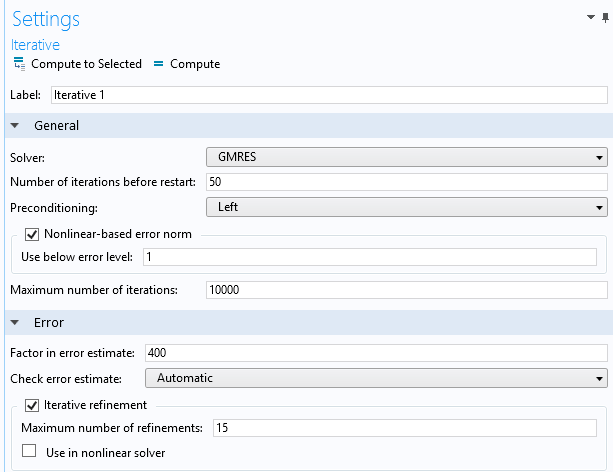 Settings
Iterative
Compute to Selected = Compute
Label: Iterative 1
General
Solver: GMRES
Number of iterations before restart: 50
Preconditioning: Left
Nonlinear-based error norm
Use below error level: 1
Maximum number of iterations: 10000
Error
Factor in error estimate: 400
Check error estimate: Automatic
Iterative refinement
Maximum number of refinements: 15
Use in nonlinear solver